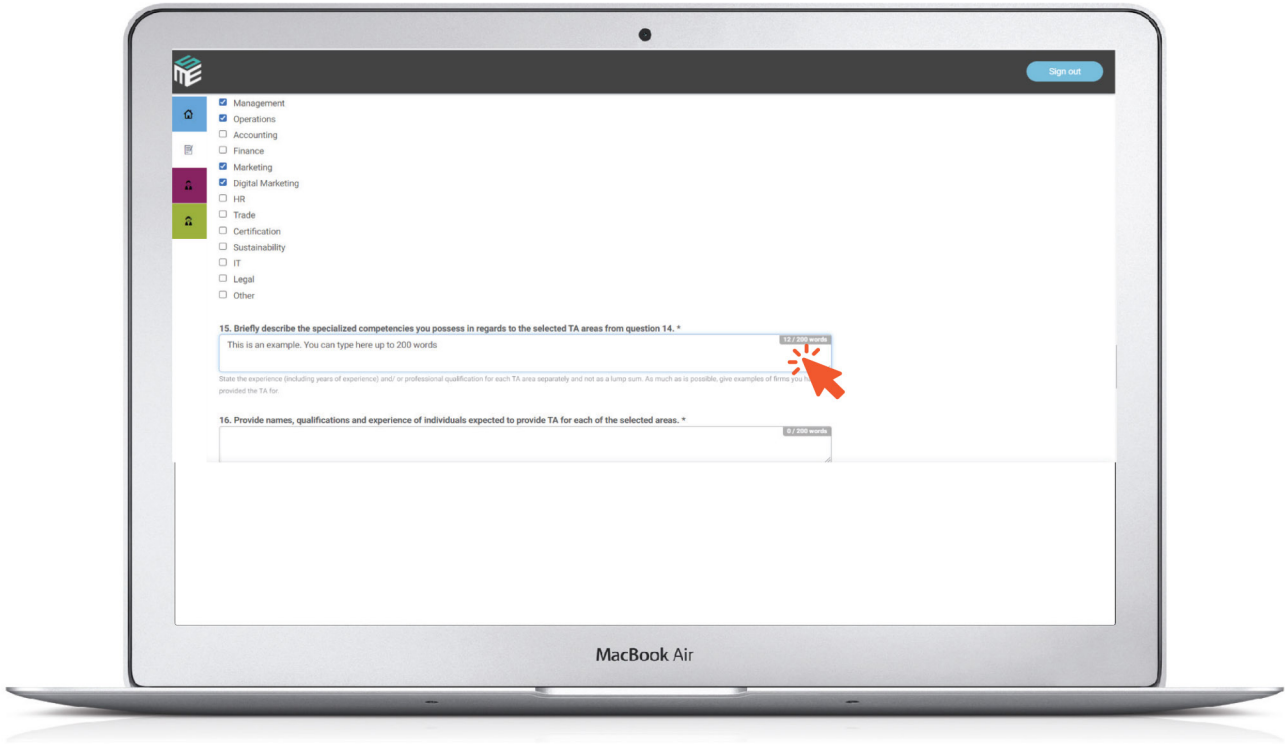 SME
Sign out
Management
Operations
Accounting
Finance
Marketing
Digital Marketing
HR
Trade
Certification
Sustainability
IT
Legal
Other
15. Briefly describe the specialized competencies you possess in regards to the selected TA areas from question 14. *
12 / 200 words
This is an example. You can type here up to 200 words
State the experience (including years of experience) and/ or professional qualification for each TA area separately and not as a lump sum. As much as is possible, give examples of firms you
provided the TA for.
16. Provide names, qualifications and experience of individuals expected to provide TA for each of the selected areas. *
0 / 200 words
MacBook Air